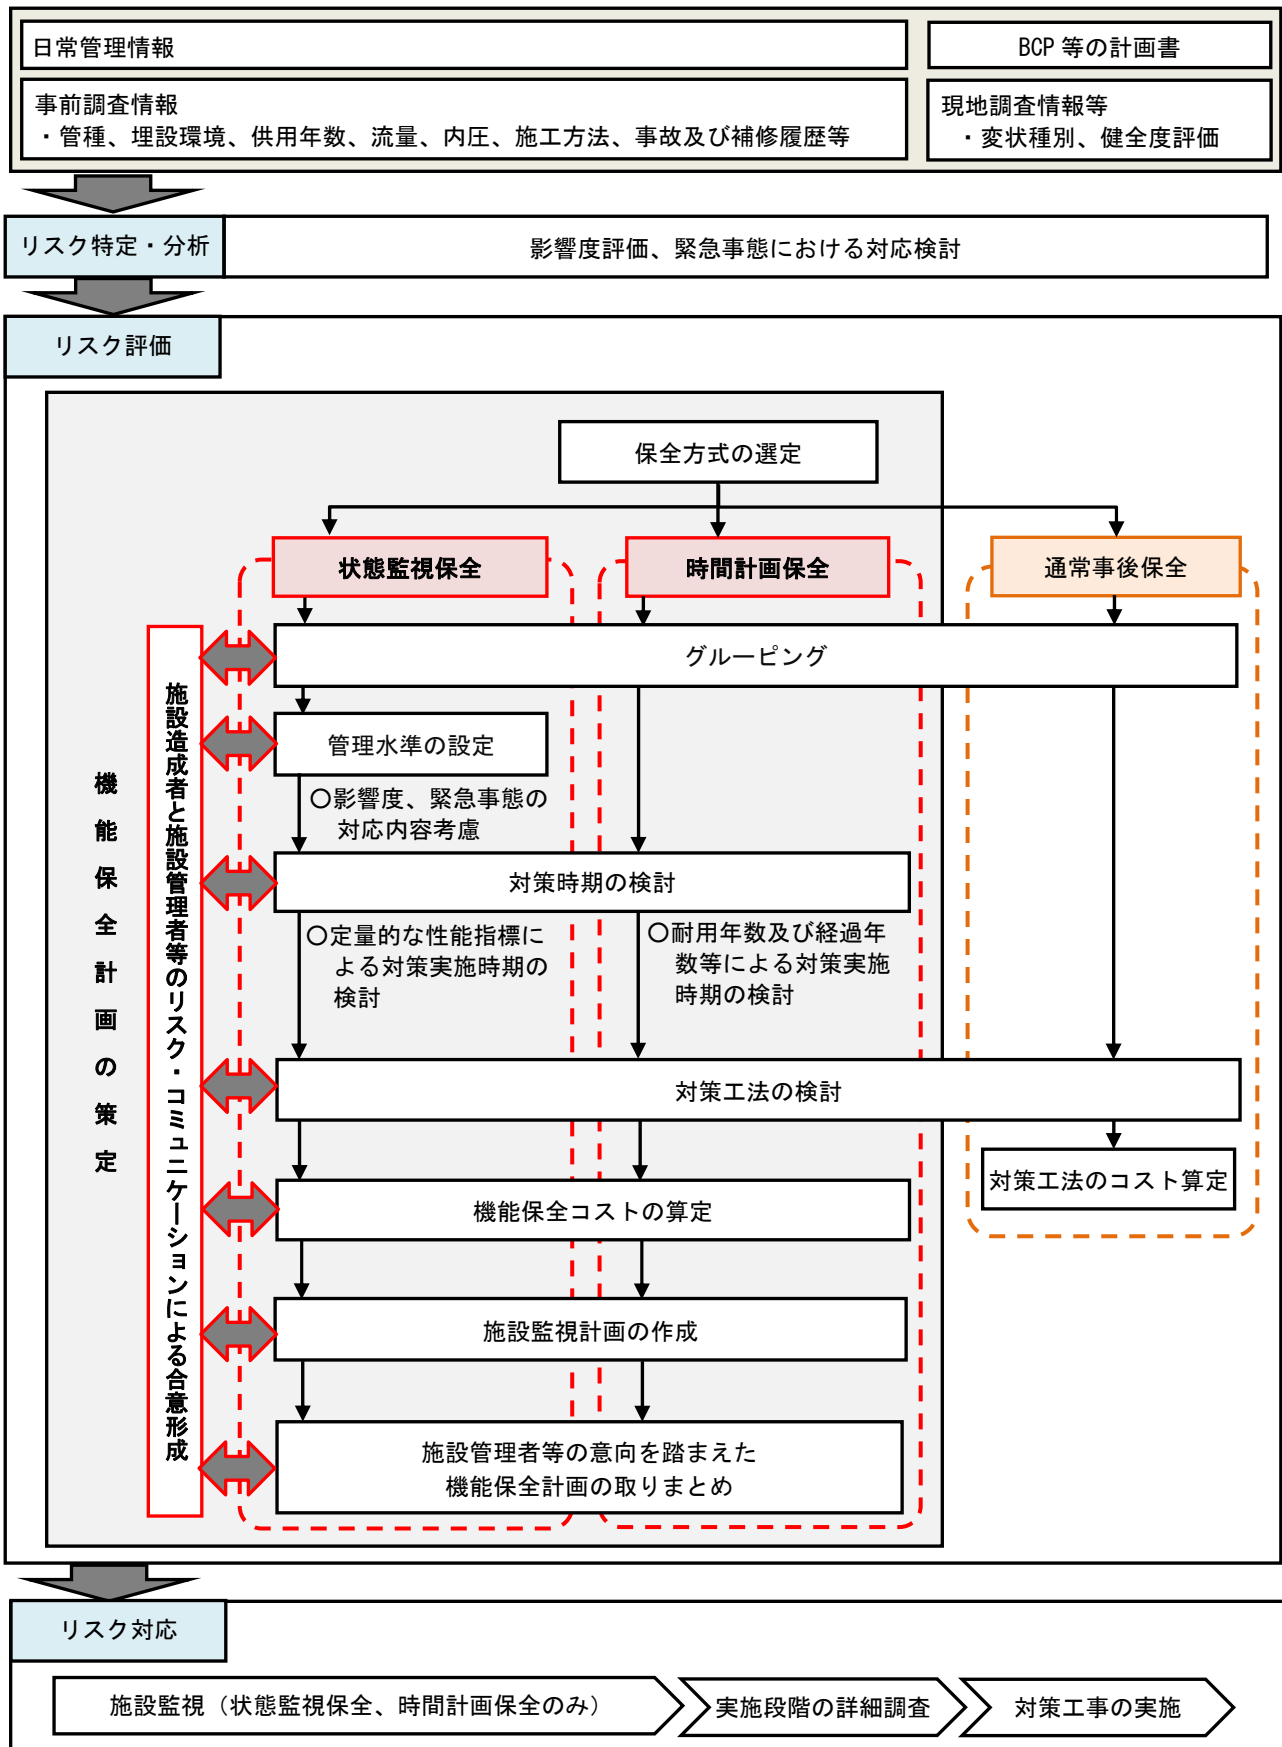 日常管理情報
BCP 等の計画書
事前調査情報
・管種、埋設環境、供用年数、流量、内圧、施工方法、事故及び補修履歴等
現地調査情報等
・変状種別、健全度評価
リスク特定・分析
影響度評価、緊急事態における対応検討
リスク評価
保全方式の選定
状態監視保全
時間計画保全
通常事後保全
機能保全計画の策定
施設造成者と施設管理者等のリスク・コミュニケーションによる合意形成
グルーピング
管理水準の設定
〇影響度、緊急事態の
対応内容考慮
対策時期の検討
〇定量的な性能指標に
よる対策実施時期の
検討
〇耐用年数及び経過年
数等による対策実施
時期の検討
対策工法の検討
対策工法のコスト算定
機能保全コストの算定
施設監視計画の作成
施設管理者等の意向を踏まえた
機能保全計画の取りまとめ
リスク対応
施設監視（状態監視保全、時間計画保全のみ）
実施段階の詳細調査
対策工事の実施